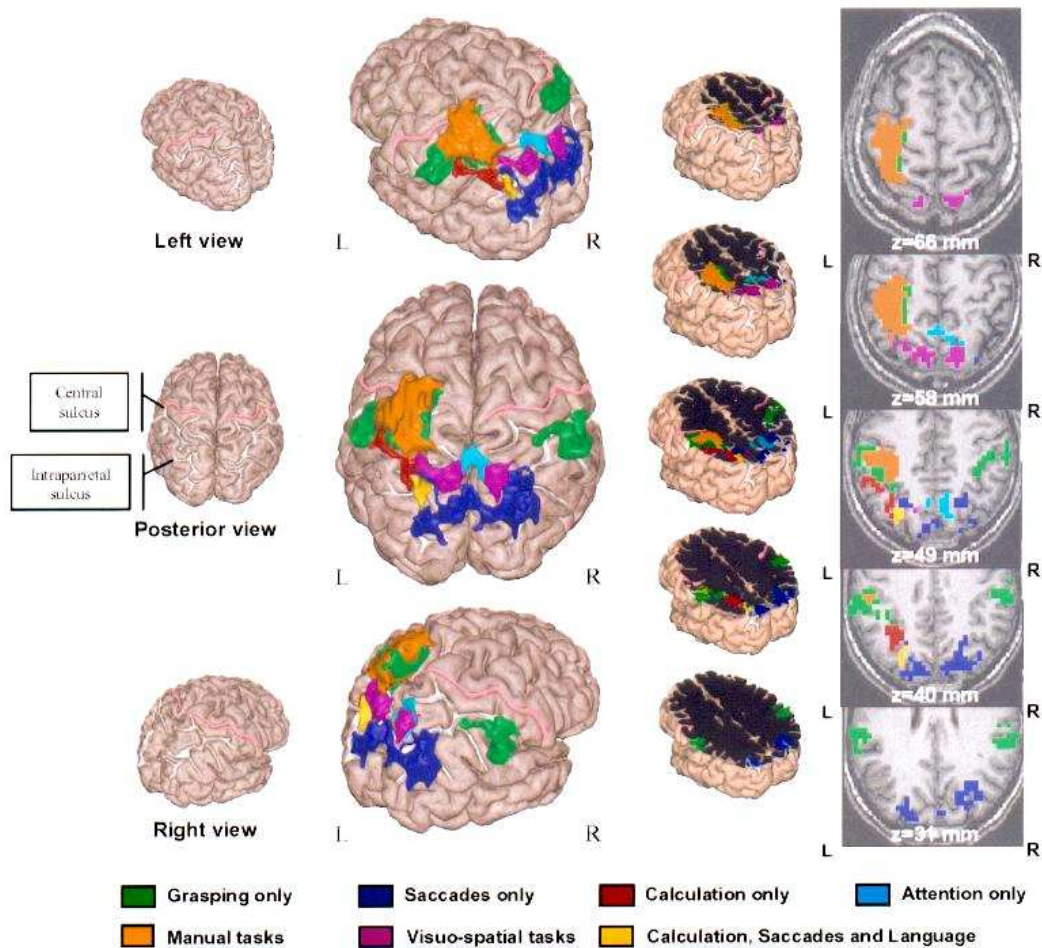 Left view
L
R
z=66 mm
L
R
z=58 mm
L
R
Central
sulcus
Intraparietal
sulcus
Posterior view
L
R
z=49 mm
L
R
z=40 mm
L
R
Right view
L
R
z=31 mm
L
R
Grasping only
Saccades only
Calculation only
Attention only
Manual tasks
Visuo-spatial tasks
Calculation, Saccades and Language